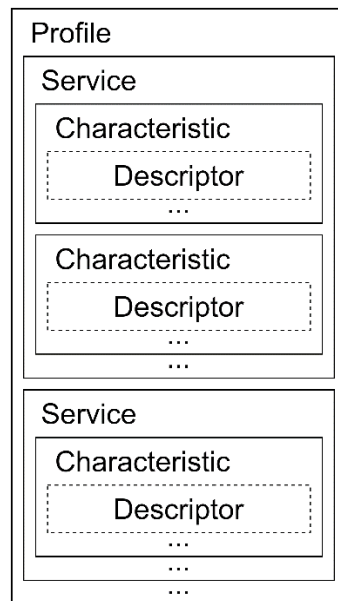 Profile
Service
Characteristic
Descriptor
...
Characteristic
Descriptor
...
...
Service
Characteristic
Descriptor
...
...
...